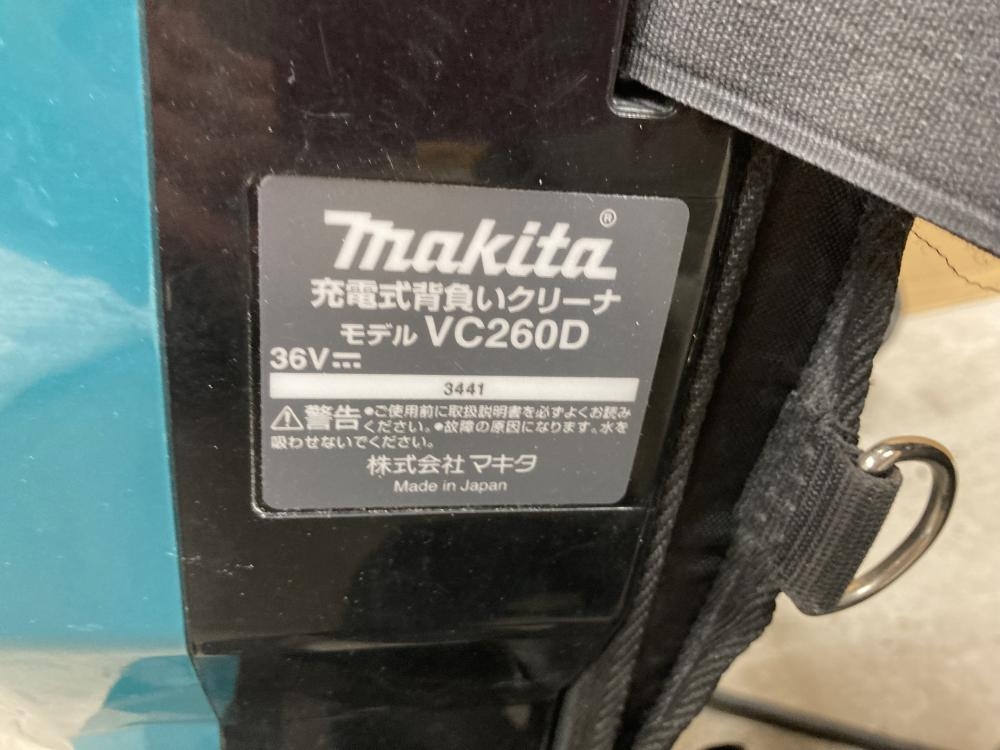 makita®
充電式背負いクリーナ
モデル VC260D
36V⎓
3441
⚠警告 •ご使用前に取扱説明書を必ずよくお読み
ください。•故障の原因になります。水を
吸わせないでください。
株式会社 マキタ
Made in Japan